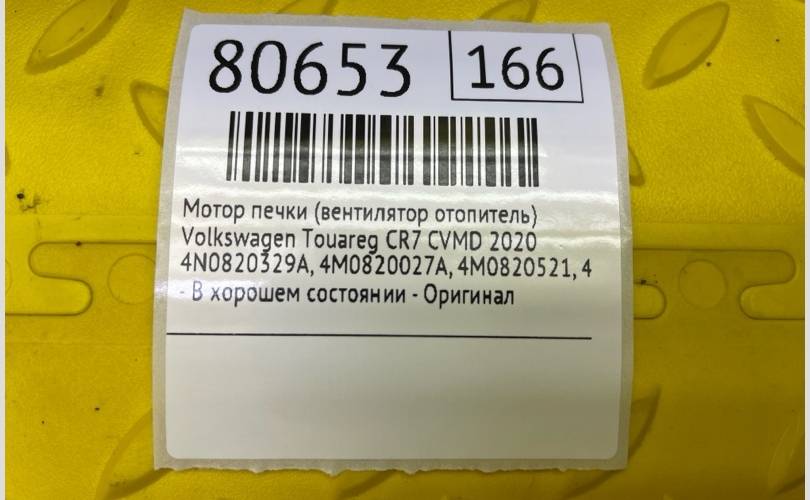 80653 166
Мотор печки (вентилятор отопитель)
Volkswagen Touareg CR7 CVMD 2020
4N0820329A, 4M0820027A, 4M0820521, 4
- В хорошем состоянии - Оригинал